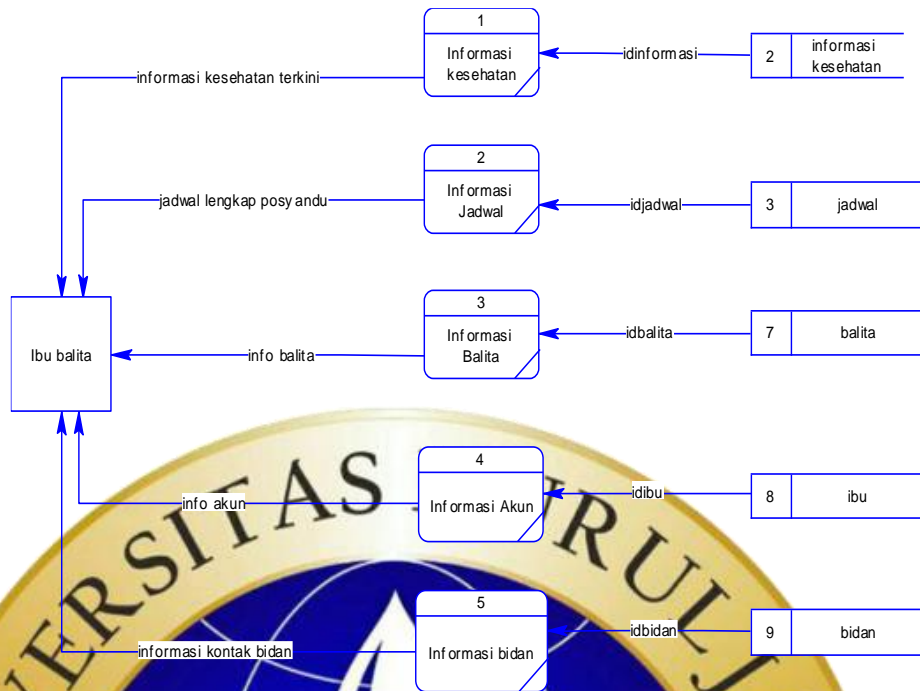 1
Informasi
kesehatan
informasi kesehatan terkini
idinformasi
2
informasi
kesehatan
2
Informasi
Jadwal
jadwal lengkap posyandu
idjadwal
3
jadwal
3
Informasi
Balita
Ibu balita
info balita
idbalita
7
balita
4
Informasi Akun
info akun
idibu
8
ibu
5
Informasi bidan
informasi kontak bidan
idbidan
9
bidan